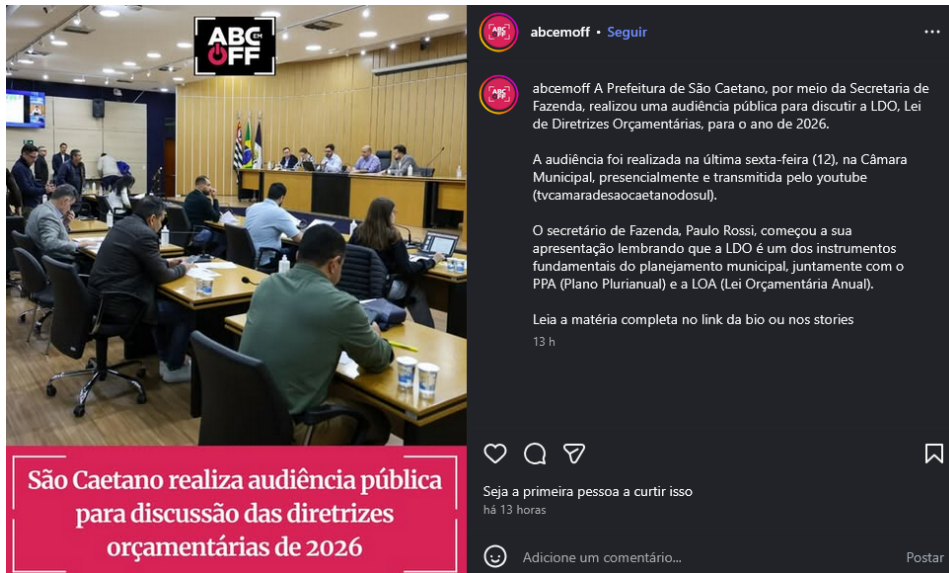 ABC
EM
OFF
São Caetano realiza audiência pública
para discussão das diretrizes
orçamentárias de 2026
abcemoff • Seguir
abcemoff A Prefeitura de São Caetano, por meio da Secretaria de
Fazenda, realizou uma audiência pública para discutir a LDO, Lei
de Diretrizes Orçamentárias, para o ano de 2026.
A audiência foi realizada na última sexta-feira (12), na Câmara
Municipal, presencialmente e transmitida pelo youtube
(tvcamaradesaocaetanodosul).
O secretário de Fazenda, Paulo Rossi, começou a sua
apresentação lembrando que a LDO é um dos instrumentos
fundamentais do planejamento municipal, juntamente com o
PPA (Plano Plurianual) e a LOA (Lei Orçamentária Anual).
Leia a matéria completa no link da bio ou nos stories
13 h
Seja a primeira pessoa a curtir isso
há 13 horas
Adicione um comentário... Postar